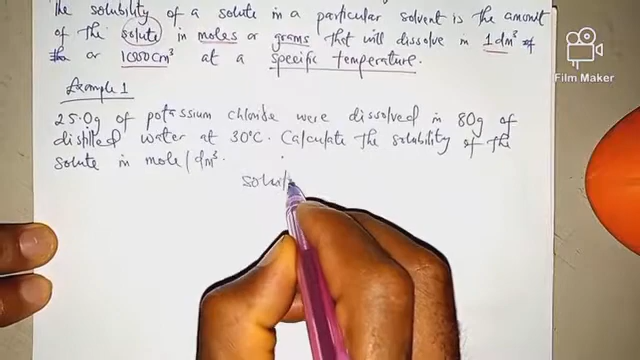 The solubility of a solute in a particular solvent is the amount
of the solute in moles or grams that will dissolve in 1dm³ of
or 1000cm³ at a specific temperature.
Example 1
25.0g of potassium chloride were dissolved in 80g of
distilled water at 30°C. Calculate the solubility of the
solute in mole/dm³.
Solut
Film Maker